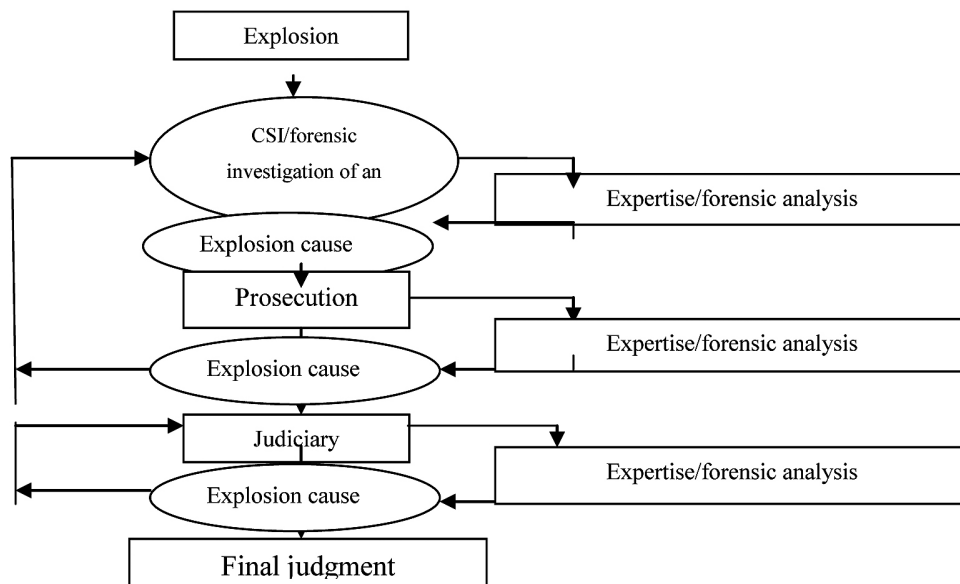 Explosion
CSI/forensic
investigation of an
Expertise/forensic analysis
Explosion cause
Prosecution
Expertise/forensic analysis
Explosion cause
Judiciary
Expertise/forensic analysis
Explosion cause
Final judgment